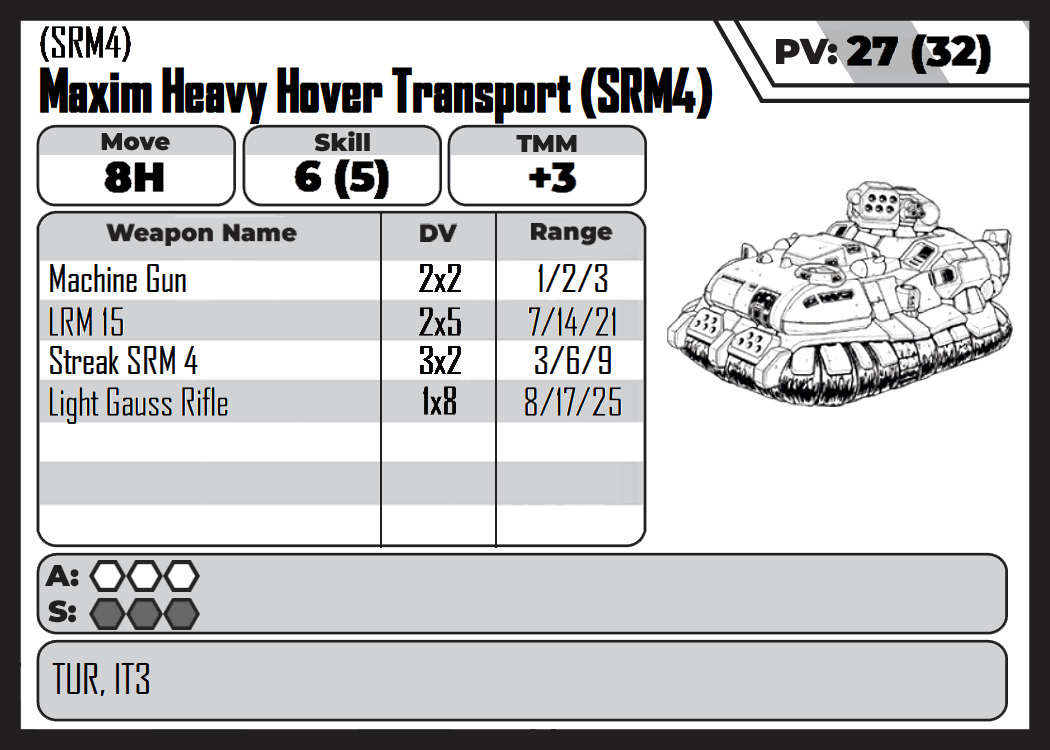 (SRM4)
Maxim Heavy Hover Transport (SRM4)
PV: 27 (32)
Move
8H
Skill
6 (5)
TMM
+3
Weapon Name DV Range
Machine Gun 2x2 1/2/3
LRM 15 2x5 7/14/21
Streak SRM 4 3x2 3/6/9
Light Gauss Rifle 1x8 8/17/25
A:
S:
TUR, IT3